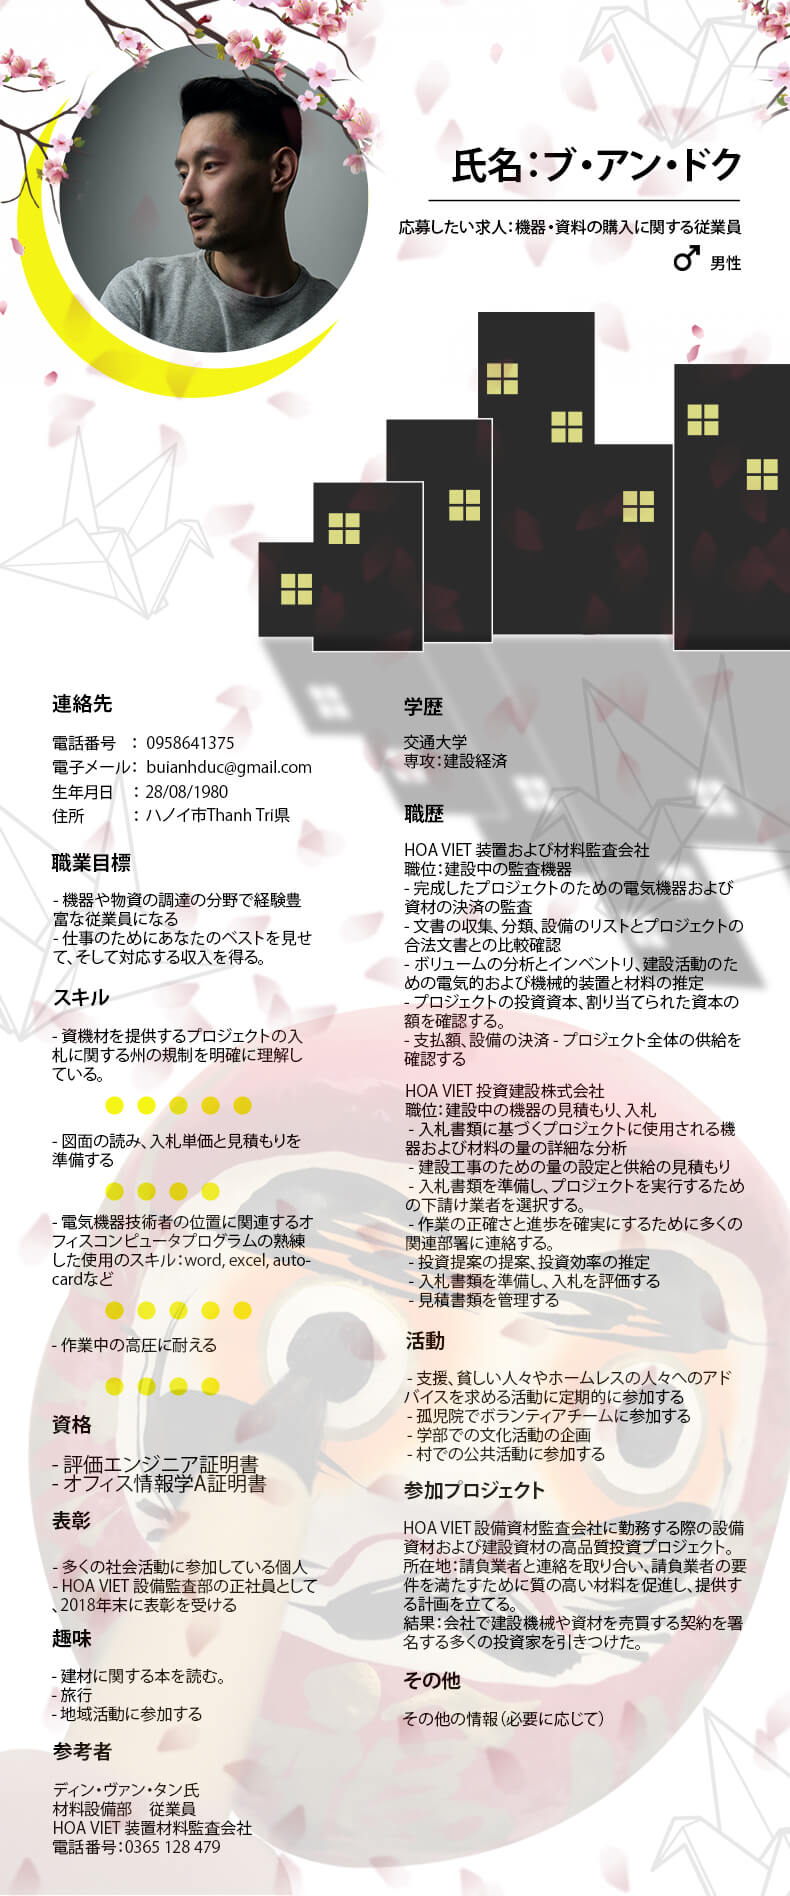 氏名：ブ・アン・ドク
応募したい求人：機器・資料の購入に関する従業員
男性
連絡先
電話番号 ： 0958641375
電子メール： buianhduc@gmail.com
生年月日 ： 28/08/1980
住所 ： ハノイ市Thanh Tri県
職業目標
- 機器や物資の調達の分野で経験豊
富な従業員になる
- 仕事のためにあなたのベストを見せ
て、そして対応する収入を得る。
スキル
- 資機材を提供するプロジェクトの入
札に関する州の規制を明確に理解し
ている。
- 図面の読み、入札単価と見積もりを
準備する
- 電気機器技術者の位置に関連するオ
フィスコンピュータプログラムの熟練
した使用のスキル：word, excel, auto-
cardなど
- 作業中の高圧に耐える
資格
- 評価エンジニア証明書
- オフィス情報学A証明書
表彰
- 多くの社会活動に参加している個人
- HOA VIET 設備監査部の正社員として
、2018年末に表彰を受ける
趣味
- 建材に関する本を読む。
- 旅行
- 地域活動に参加する
参考者
ディン・ヴァン・タン氏
材料設備部 従業員
HOA VIET 装置材料監査会社
電話番号：0365 128 479
学歴
交通大学
専攻：建設経済
職歴
HOA VIET 装置および材料監査会社
職位：建設中の監査機器
- 完成したプロジェクトのための電気機器および
資材の決済の監査
- 文書の収集、分類、設備のリストとプロジェクトの
合法文書との比較確認
- ボリュームの分析とインベントリ、建設活動のた
めの電気的および機械的装置と材料の推定
- プロジェクトの投資資本、割り当てられた資本の
額を確認する。
- 支払額、設備の決済 - プロジェクト全体の供給を
確認する
HOA VIET 投資建設株式会社
職位：建設中の機器の見積もり、入札
- 入札書類に基づくプロジェクトに使用される機
器および材料の量の詳細な分析
- 建設工事のための量の設定と供給の見積もり
- 入札書類を準備し、プロジェクトを実行するため
の下請け業者を選択する。
- 作業の正確さと進歩を確実にするために多くの
関連部署に連絡する。
- 投資提案の提案、投資効率の推定
- 入札書類を準備し、入札を評価する
- 見積書類を管理する
活動
- 支援、貧しい人々やホームレスの人々へのアド
バイスを求める活動に定期的に参加する
- 孤児院でボランティアチームに参加する
- 学部での文化活動の企画
- 村での公共活動に参加する
参加プロジェクト
HOA VIET 設備資材監査会社に勤務する際の設備
資材および建設資材の高品質投資プロジェクト。
所在地：請負業者と連絡を取り合い、請負業者の要
件を満たすために質の高い材料を促進し、提供す
る計画を立てる。
結果：会社で建設機械や資材を売買する契約を署
名する多くの投資家を引きつけた。
その他
その他の情報（必要に応じて）